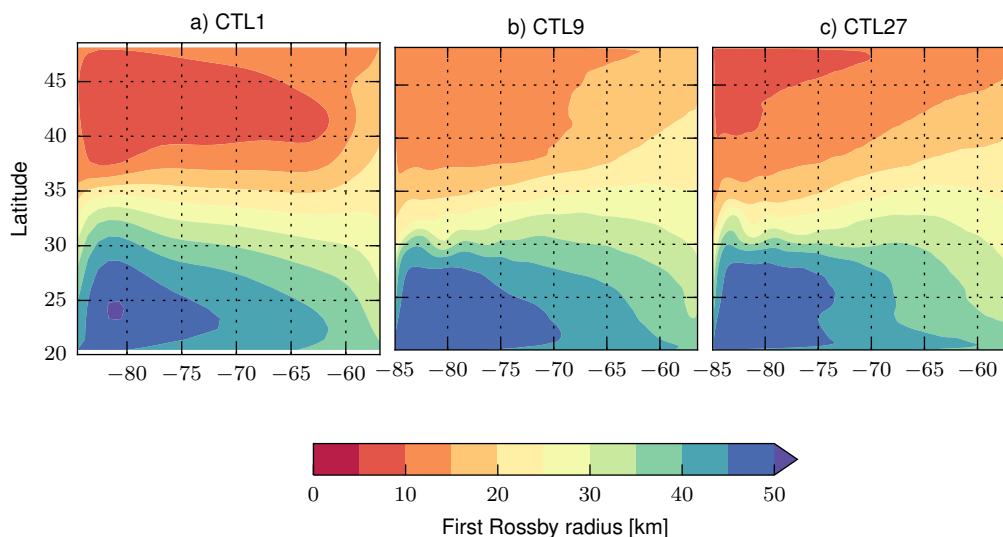 a) CTL1
b) CTL9
c) CTL27
Latitude
45
40
35
30
25
20
−80 −75 −70 −65 −60
−85 −80 −75 −70 −65 −60
−85 −80 −75 −70 −65 −60
0 10 20 30 40 50
First Rossby radius [km]